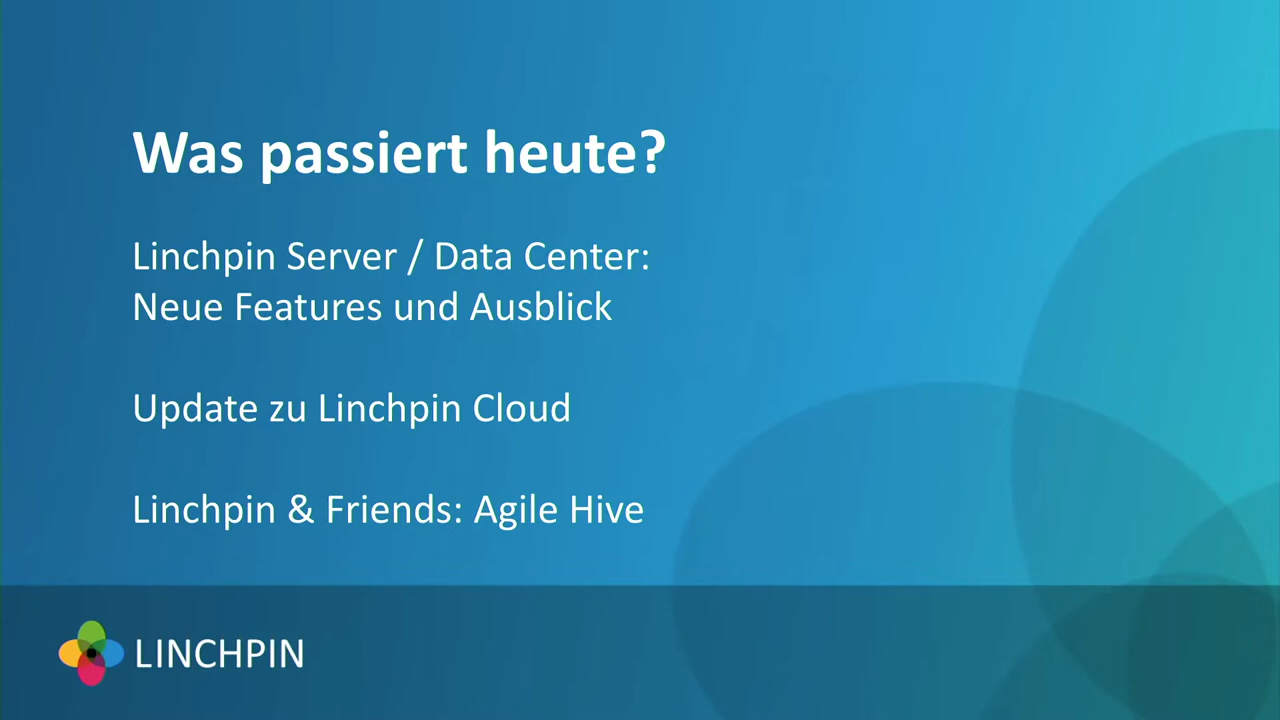 Was passiert heute?
Linchpin Server / Data Center:
Neue Features und Ausblick
Update zu Linchpin Cloud
Linchpin & Friends: Agile Hive
LINCHPIN